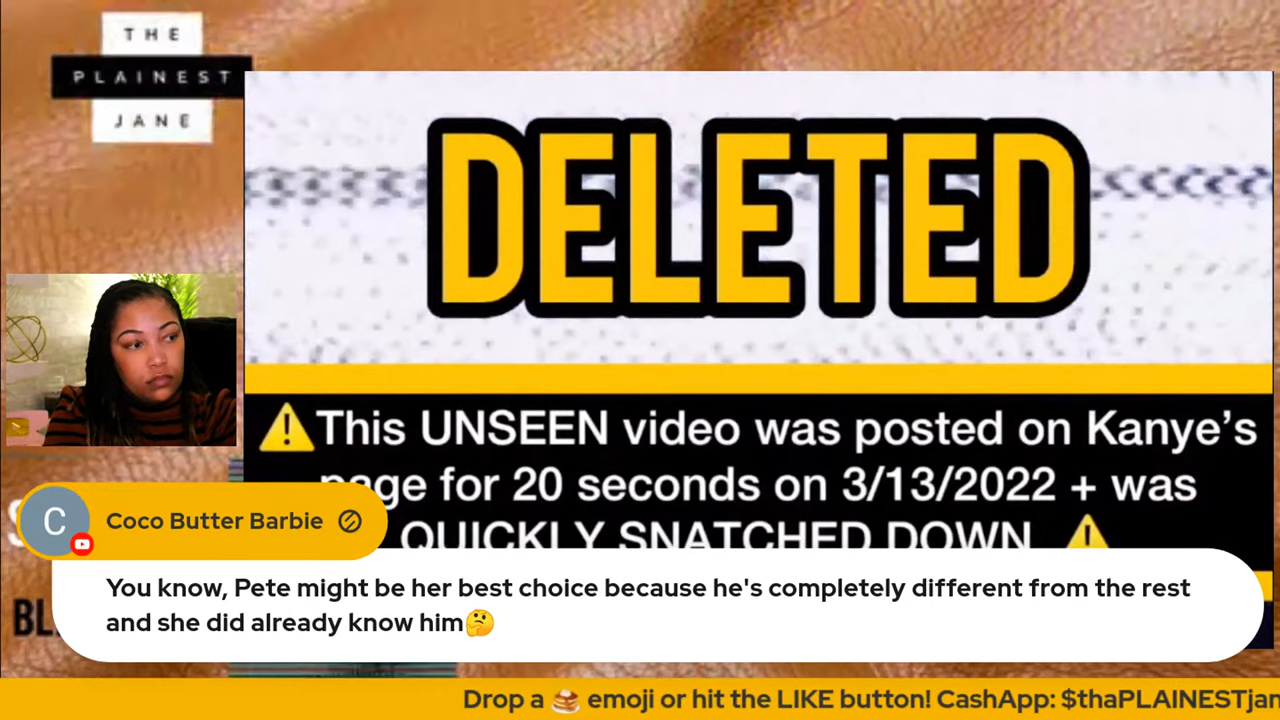 THE
PLAINEST
JANE
DELETED
⚠️This UNSEEN video was posted on Kanye’s
page for 20 seconds on 3/13/2022 + was
QUICKLY SNATCHED DOWN ⚠️
C
Coco Butter Barbie
You know, Pete might be her best choice because he's completely different from the rest
and she did already know him🤔
BL
Drop a 🥞 emoji or hit the LIKE button! CashApp: $thaPLAINESTjan